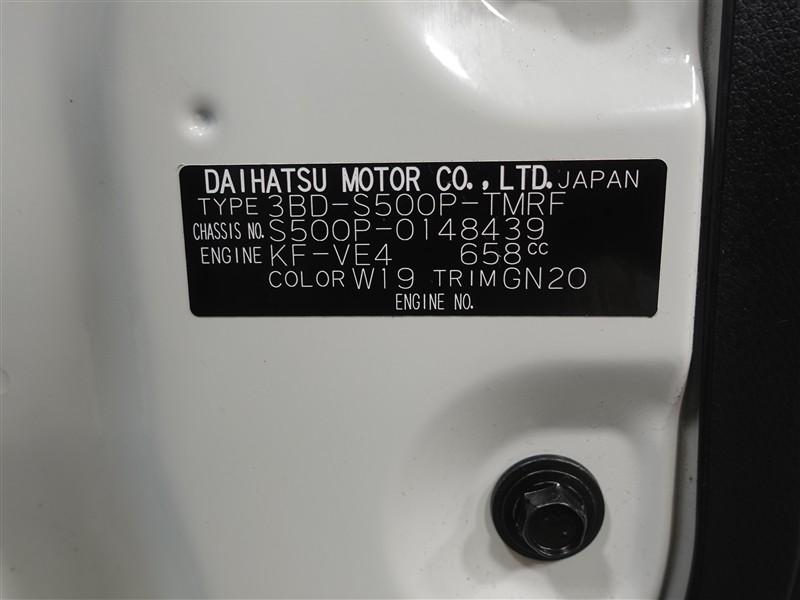 DAIHATSU MOTOR CO., LTD. JAPAN
TYPE 3BD-S500P-TMRF
CHASSIS NO. S500P-0148439
ENGINE KF-VE4 658cc
COLOR W19 TRIM GN20
ENGINE NO.